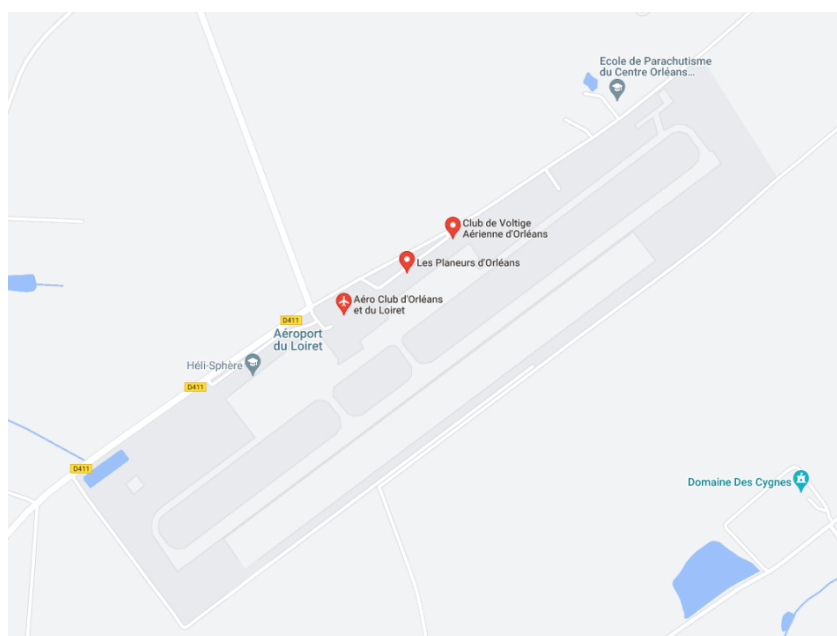 Ecole de Parachutisme
du Centre Orléans...
Club de Voltige
Aérienne d'Orléans
Les Planeurs d'Orléans
Aéro Club d'Orléans
et du Loiret
D411
Aéroport
du Loiret
Héli-Sphère
D411
D411
Domaine Des Cygnes